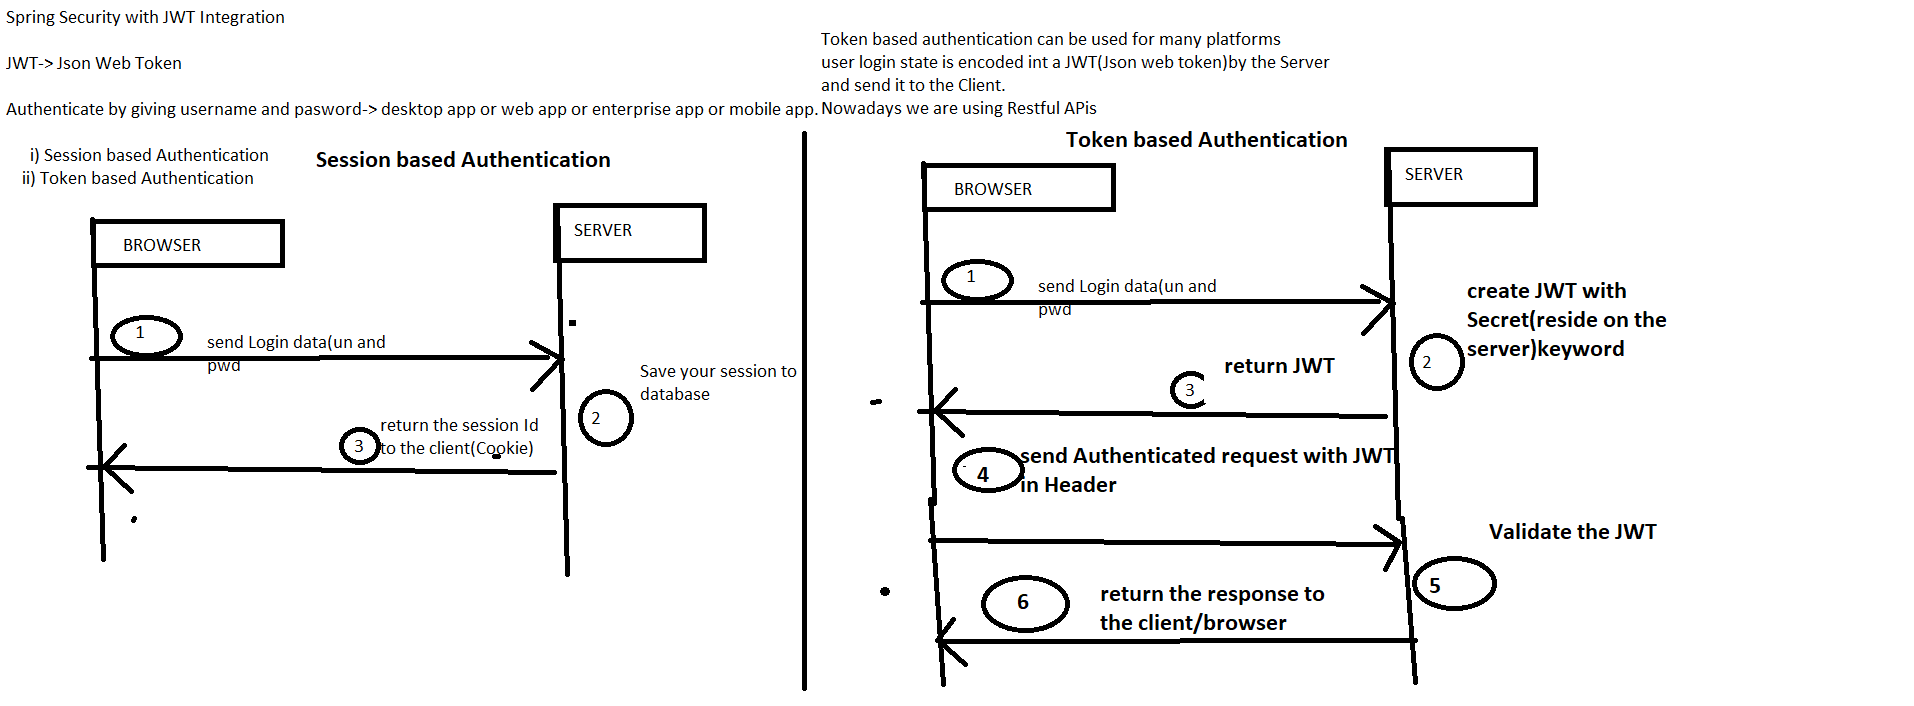 Spring Security with JWT Integration
JWT-> Json Web Token
Authenticate by giving username and pasword-> desktop app or web app or enterprise app or mobile app.
i) Session based Authentication
ii) Token based Authentication
Session based Authentication
BROWSER
SERVER
1
send Login data(un and
pwd
Save your session to
database
2
return the session Id
3
to the client(Cookie)
Token based authentication can be used for many platforms
user login state is encoded int a JWT(Json web token)by the Server
and send it to the Client.
Nowadays we are using Restful APis
Token based Authentication
BROWSER
SERVER
1
send Login data(un and
pwd
create JWT with
Secret(reside on the
server)keyword
2
return JWT
3
send Authenticated request with JWT
4
in Header
Validate the JWT
5
6
return the response to
the client/browser